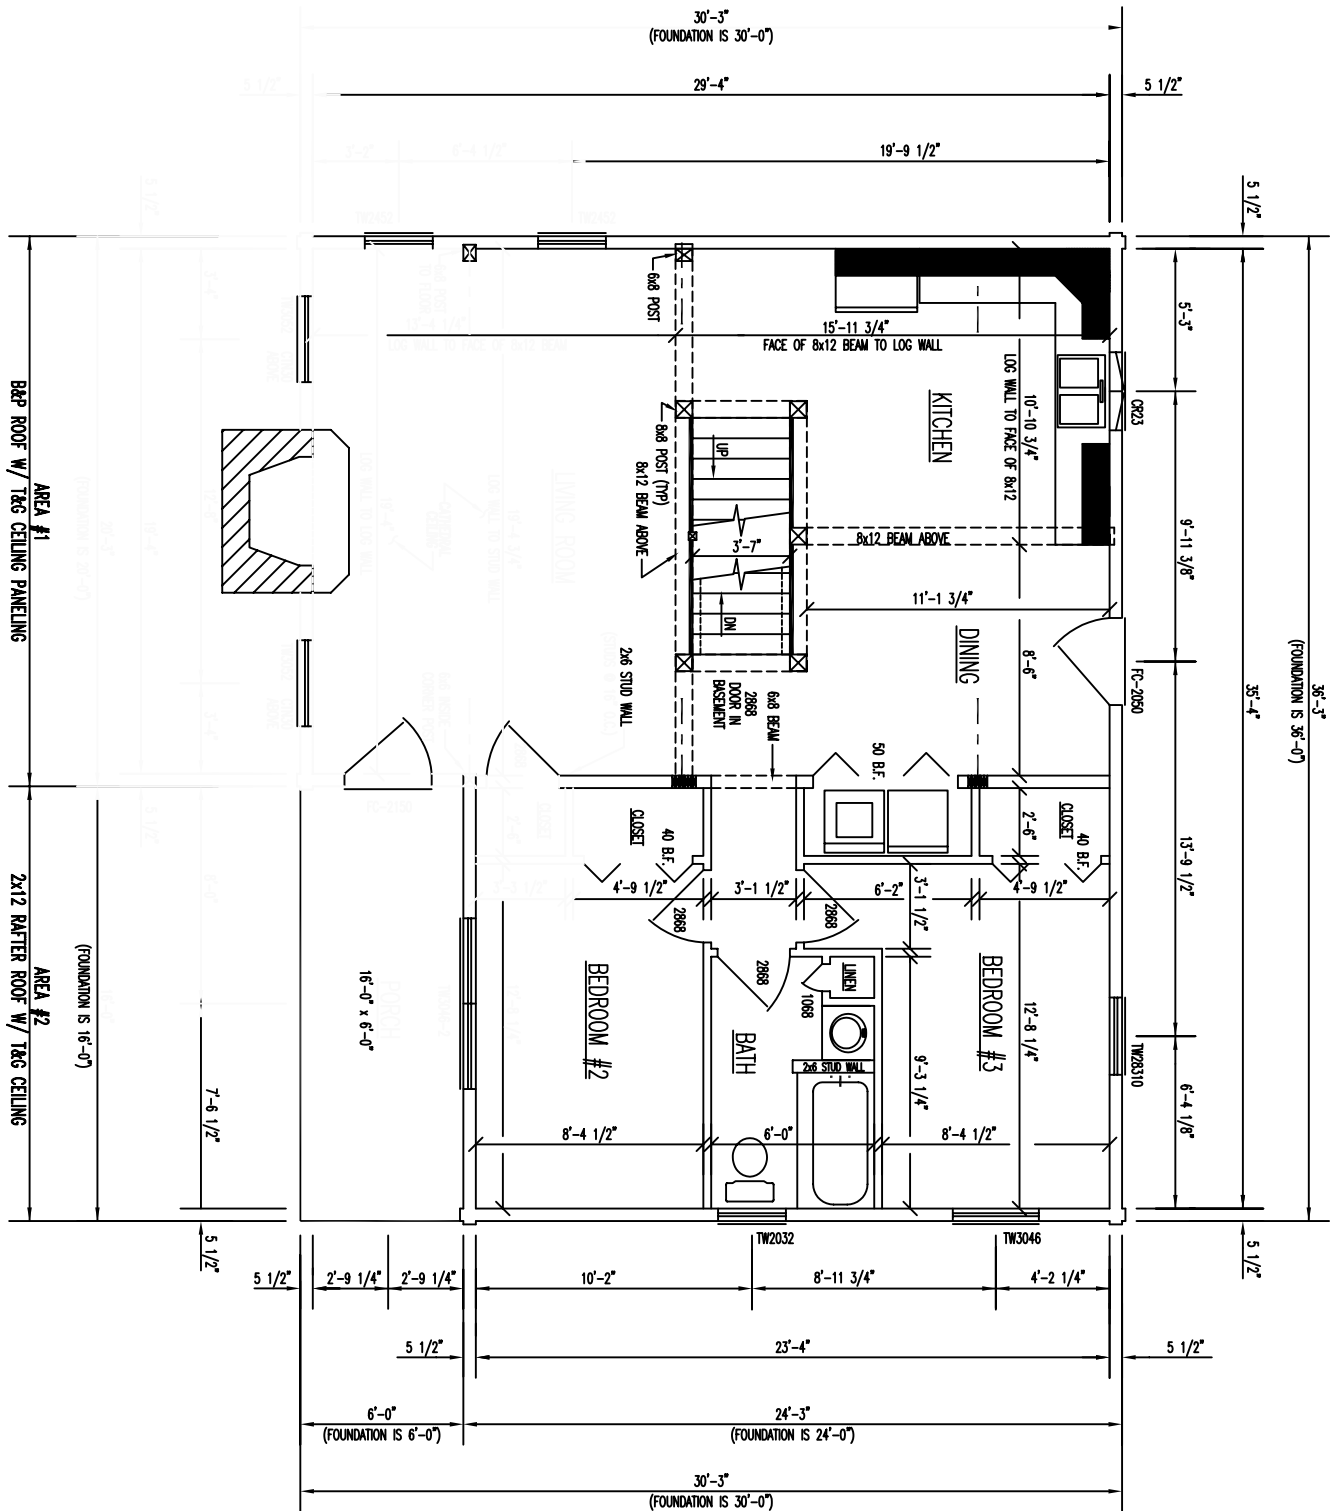 30'-3"
(FOUNDATION IS 30'-0")
5 1/2"
29'-4"
5 1/2"
19'-9 1/2"
5 1/2"
TW2452
TW2452
6x8 POST
15'-11 3/4"
FACE OF 8x12 BEAM TO LOG WALL
10'-10 3/4"
LOG WALL TO FACE OF 8x12
5'-3"
CR23
KITCHEN
UP
8x8 POST (TYP)
8x12 BEAM ABOVE
3'-7"
8x12 BEAM ABOVE
9'-11 3/8"
LIVING ROOM
11'-1 3/4"
DN
DINING
8'-6"
FC-2050
36'-3"
(FOUNDATION IS 36'-0")
35'-4"
2x6 STUD WALL
2868
DOOR IN
BASEMENT
6x8 BEAM
50 B.F.
AREA #1
B&P ROOF W/ T&G CEILING PANELING
CLOSET
40 B.F.
CLOSET
40 B.F.
2'-6"
13'-9 1/2"
4'-9 1/2"
3'-1 1/2"
6'-2"
3'-1 1/2"
4'-9 1/2"
2868
2868
2868
1068
LINEN
BEDROOM #2
BATH
BEDROOM #3
12'-8 1/4"
9'-3 1/4"
2x6 STUD WALL
TW28310
6'-4 1/8"
PORCH
16'-0" x 6'-0"
(FOUNDATION IS 16'-0")
AREA #2
2x12 RAFTER ROOF W/ T&G CEILING
7'-6 1/2"
8'-4 1/2"
6'-0"
8'-4 1/2"
5 1/2"
TW2032
TW3046
5 1/2"
5 1/2"
2'-9 1/4"
2'-9 1/4"
10'-2"
8'-11 3/4"
4'-2 1/4"
5 1/2"
23'-4"
5 1/2"
6'-0"
(FOUNDATION IS 6'-0")
24'-3"
(FOUNDATION IS 24'-0")
30'-3"
(FOUNDATION IS 30'-0")